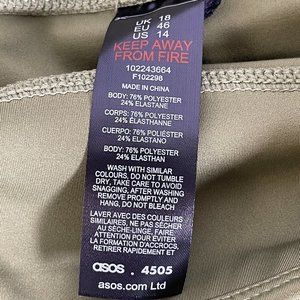 UK 18
EU 46
US 14
KEEP AWAY
FROM FIRE
102243664
F102298
MADE IN CHINA
BODY: 76% POLYESTER
24% ELASTANE
CORPS: 76% POLYESTER
24% ÉLASTHANNE
CUERPO: 76% POLIÉSTER
24% ELASTANO
BODY: 76% POLYESTER
24% ELASTHAN
WASH WITH SIMILAR
COLOURS, DO NOT TUMBLE
DRY, TAKE CARE TO AVOID
SNAGGING, AFTER WASHING
REMOVE PROMPTLY AND
HANG, DO NOT BLEACH
LAVER AVEC DES COULEURS
SIMILAIRES, NE PAS SÉCHER
AU SÈCHE-LINGE, FAIRE
ATTENTION POUR ÉVITER
LA FORMATION D'ACCROCS,
RETIRER RAPIDEMENT ET
asos . 4505
asos.com Ltd